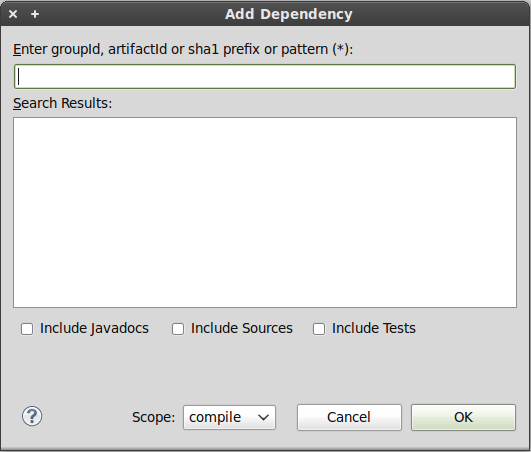 Add Dependency
Enter groupId, artifactId or sha1 prefix or pattern (*):
Search Results:
Include Javadocs Include Sources Include Tests
? Scope: compile Cancel OK